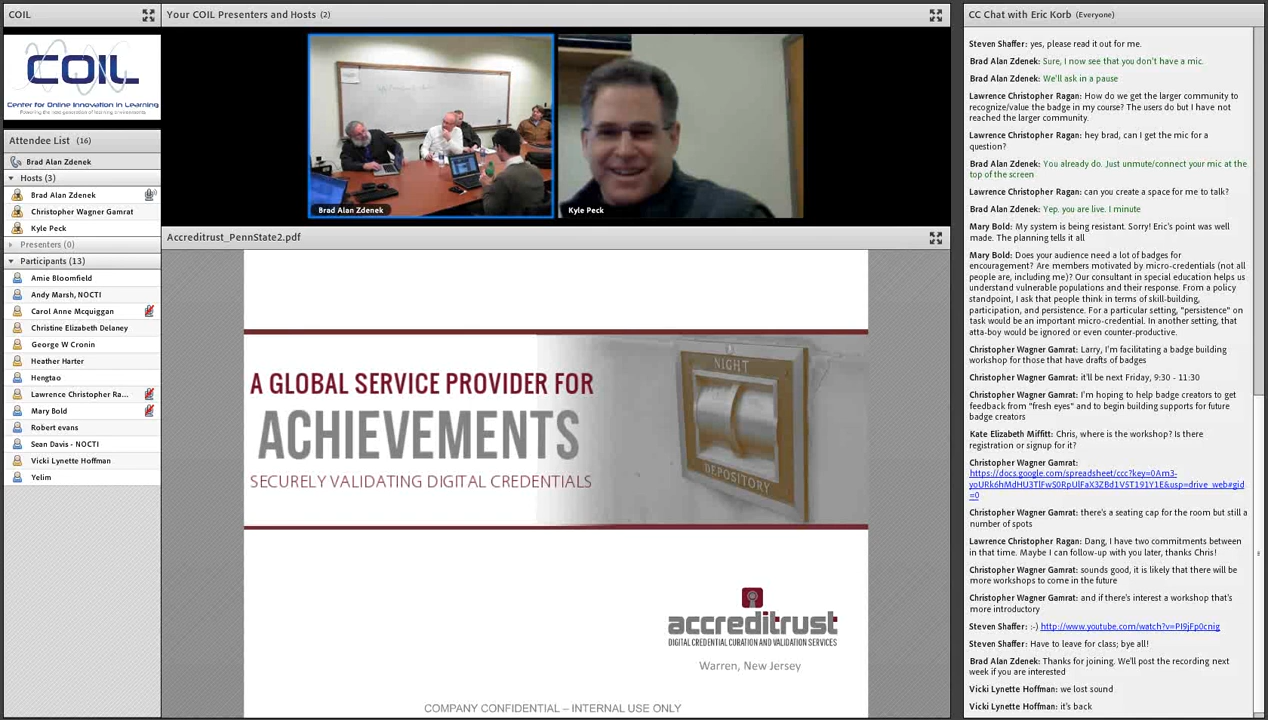 COIL
COIL
Center for Online Innovation in Learning
Powering the next generation of learning environments
Attendee List (16)
Brad Alan Zdenek
Hosts (3)
Brad Alan Zdenek
Christopher Wagner Gamrat
Kyle Peck
Presenters (0)
Participants (13)
Amie Bloomfield
Andy Marsh, NOCTI
Carol Anne Mcquiggan
Christine Elizabeth Delaney
George W Cronin
Heather Harter
Hengtao
Lawrence Christopher Ra...
Mary Bold
Robert evans
Sean Davis - NOCTI
Vicki Lynette Hoffman
Yelim
Your COIL Presenters and Hosts (2)
Brad Alan Zdenek
Kyle Peck
Accreditrust_PennState2.pdf
A GLOBAL SERVICE PROVIDER FOR
ACHIEVEMENTS
SECURELY VALIDATING DIGITAL CREDENTIALS
NIGHT
DEPOSITORY
accreditrust
DIGITAL CREDENTIAL CURATION AND VALIDATION SERVICES
Warren, New Jersey
COMPANY CONFIDENTIAL – INTERNAL USE ONLY
CC Chat with Eric Korb (Everyone)
Steven Shaffer: yes, please read it out for me.
Brad Alan Zdenek: Sure, I now see that you don't have a mic.
Brad Alan Zdenek: We'll ask in a pause
Lawrence Christopher Ragan: How do we get the larger community to
recognize/value the badge in my course? The users do but I have not
reached the larger community.
Lawrence Christopher Ragan: hey brad, can I get the mic for a
question?
Brad Alan Zdenek: You already do. Just unmute/connect your mic at the
top of the screen
Lawrence Christopher Ragan: can you create a space for me to talk?
Brad Alan Zdenek: Yep. you are live. 1 minute
Mary Bold: My system is being resistant. Sorry! Eric's point was well
made. The planning tells it all
Mary Bold: Does your audience need a lot of badges for
encouragement? Are members motivated by micro-credentials (not all
people are, including me)? Our consultant in special education helps us
understand vulnerable populations and their response. From a policy
standpoint, I ask that people think in terms of skill-building,
participation, and persistence. For a particular setting, "persistence" on
task would be an important micro-credential. In another setting, that
atta-boy would be ignored or even counter-productive.
Christopher Wagner Gamrat: Larry, I'm facilitating a badge building
workshop for those that have drafts of badges
Christopher Wagner Gamrat: it'll be next Friday, 9:30 - 11:30
Christopher Wagner Gamrat: I'm hoping to help badge creators to get
feedback from "fresh eyes" and to begin building supports for future
badge creators
Kate Elizabeth Miffitt: Chris, where is the workshop? Is there
registration or signup for it?
Christopher Wagner Gamrat:
https://docs.google.com/spreadsheet/ccc?key=0Am3-
yoURk6hMdHU3TlFwS0RpUlFaX3ZBd1VST191Y1E&usp=drive_web#gid
=0
Christopher Wagner Gamrat: there's a seating cap for the room but still a
number of spots
Lawrence Christopher Ragan: Dang, I have two commitments between
in that time. Maybe I can follow-up with you later, thanks Chris!
Christopher Wagner Gamrat: sounds good, it is likely that there will be
more workshops to come in the future
Christopher Wagner Gamrat: and if there's interest a workshop that's
more introductory
Steven Shaffer: :-) http://www.youtube.com/watch?v=PI9jFp0cnig
Steven Shaffer: Have to leave for class; bye all!
Brad Alan Zdenek: Thanks for joining. We'll post the recording next
week if you are interested
Vicki Lynette Hoffman: we lost sound
Vicki Lynette Hoffman: it's back